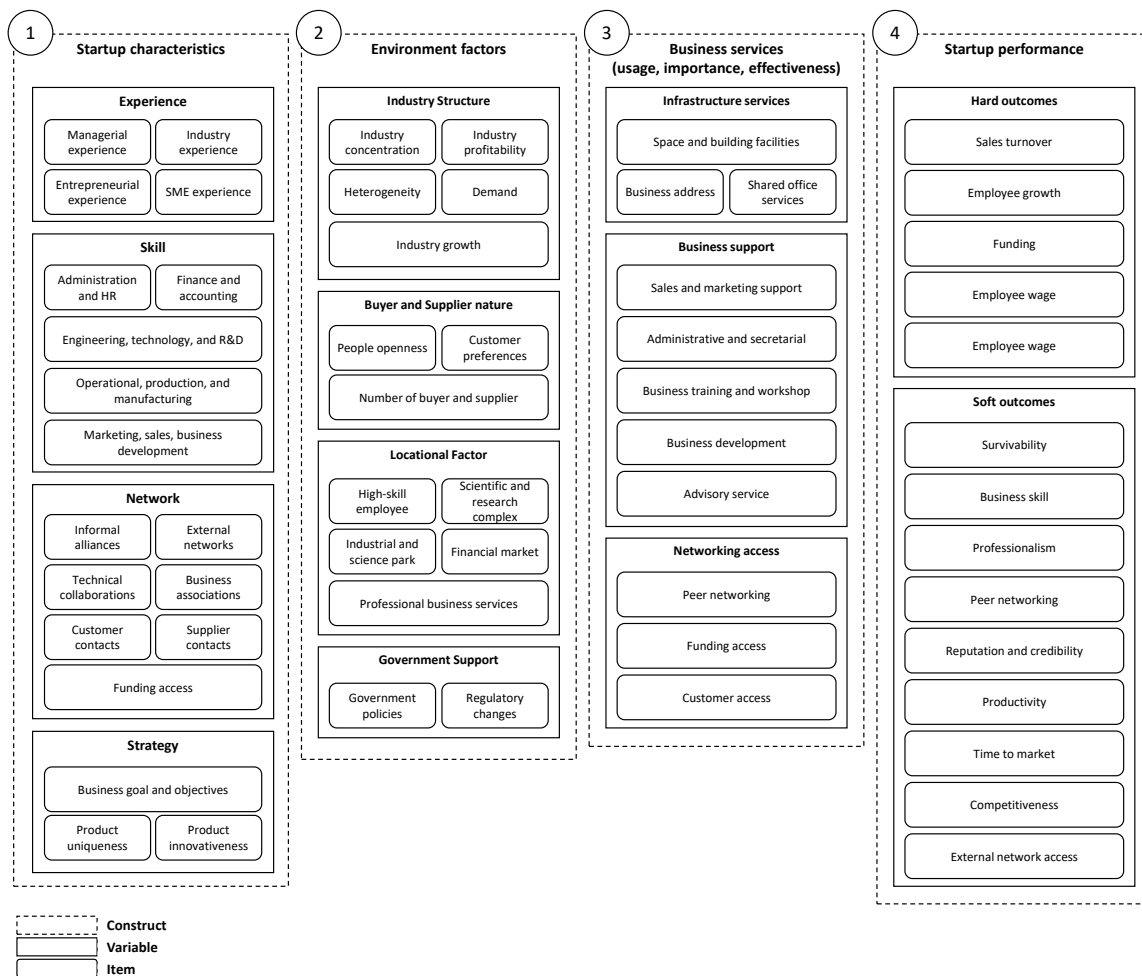 1
Startup characteristics
Experience
Managerial
experience
Industry
experience
Entrepreneurial
experience
SME experience
Skill
Administration
and HR
Finance and
accounting
Engineering, technology, and R&D
Operational, production, and
manufacturing
Marketing, sales, business
development
Network
Informal
alliances
External
networks
Technical
collaborations
Business
associations
Customer
contacts
Supplier
contacts
Funding access
Strategy
Business goal and objectives
Product
uniqueness
Product
innovativeness
2
Environment factors
Industry Structure
Industry
concentration
Industry
profitability
Heterogeneity
Demand
Industry growth
Buyer and Supplier nature
People openness
Customer
preferences
Number of buyer and supplier
Locational Factor
High-skill
employee
Scientific and
research
complex
Industrial and
science park
Financial market
Professional business services
Government Support
Government
policies
Regulatory
changes
3
Business services
(usage, importance, effectiveness)
Infrastructure services
Space and building facilities
Business address
Shared office
services
Business support
Sales and marketing support
Administrative and secretarial
Business training and workshop
Business development
Advisory service
Networking access
Peer networking
Funding access
Customer access
4
Startup performance
Hard outcomes
Sales turnover
Employee growth
Funding
Employee wage
Employee wage
Soft outcomes
Survivability
Business skill
Professionalism
Peer networking
Reputation and credibility
Productivity
Time to market
Competitiveness
External network access
Construct
Variable
Item